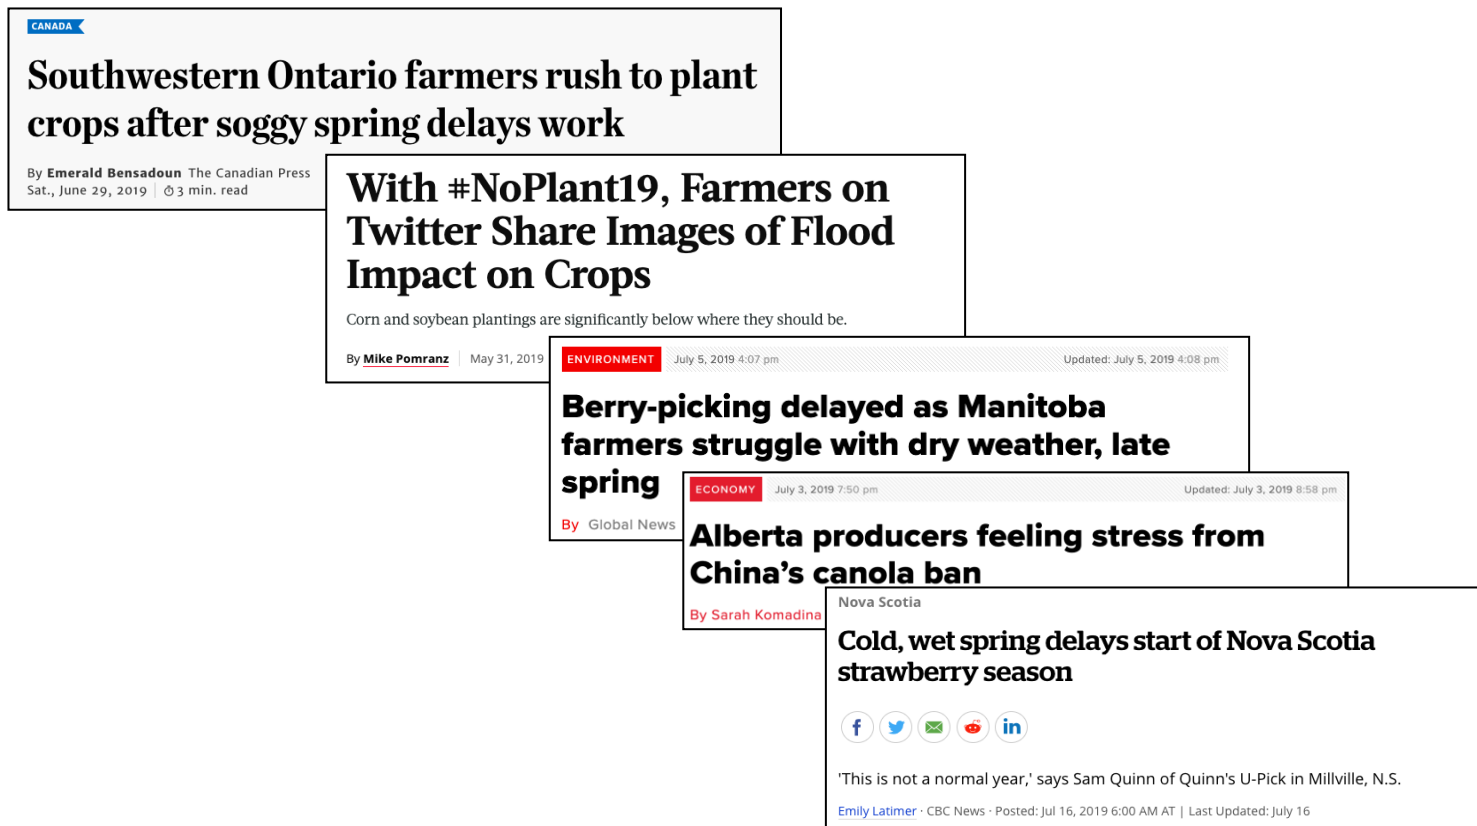 CANADA
Southwestern Ontario farmers rush to plant
crops after soggy spring delays work
By Emerald Bensadoun The Canadian Press
Sat., June 29, 2019 | 3 min. read
With #NoPlant19, Farmers on
Twitter Share Images of Flood
Impact on Crops
Corn and soybean plantings are significantly below where they should be.
By Mike Pomranz | May 31, 2019
ENVIRONMENT July 5, 2019 4:07 pm Updated: July 5, 2019 4:08 pm
Berry-picking delayed as Manitoba
farmers struggle with dry weather, late
spring
By Global News
ECONOMY July 3, 2019 7:50 pm Updated: July 3, 2019 8:58 pm
Alberta producers feeling stress from
China’s canola ban
By Sarah Komadina
Nova Scotia
Cold, wet spring delays start of Nova Scotia
strawberry season
'This is not a normal year,' says Sam Quinn of Quinn's U-Pick in Millville, N.S.
Emily Latimer · CBC News · Posted: Jul 16, 2019 6:00 AM AT | Last Updated: July 16